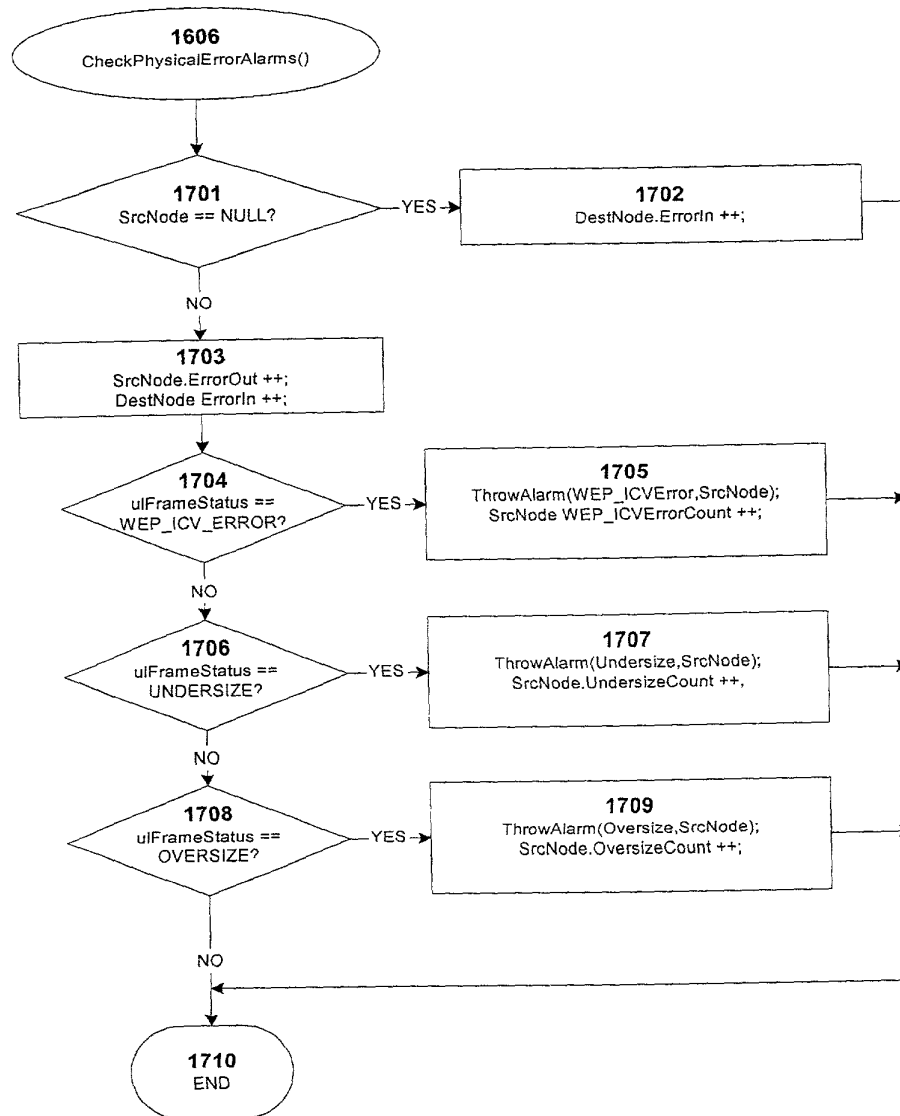 1606
CheckPhysicalErrorAlarms()
1701
SrcNode == NULL?
YES
1702
DestNode.ErrorIn ++;
NO
1703
SrcNode.ErrorOut ++;
DestNode ErrorIn ++;
1704
ulFrameStatus ==
WEP_ICV_ERROR?
YES
1705
ThrowAlarm(WEP_ICVError,SrcNode);
SrcNode WEP_ICVErrorCount ++;
NO
1706
ulFrameStatus ==
UNDERSIZE?
YES
1707
ThrowAlarm(Undersize,SrcNode);
SrcNode.UndersizeCount ++,
NO
1708
ulFrameStatus ==
OVERSIZE?
YES
1709
ThrowAlarm(Oversize,SrcNode);
SrcNode.OversizeCount ++;
NO
1710
END